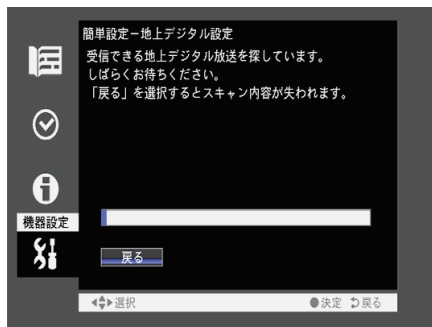 簡単設定－地上デジタル設定
受信できる地上デジタル放送を探しています。
しばらくお待ちください。
「戻る」を選択するとスキャン内容が失われます。
機器設定
戻る
選択 決定 戻る